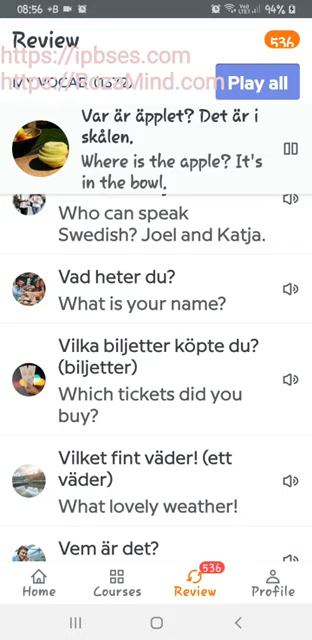 08:56 +B
94%
Review
536
https://ipbses.com
MY VOCAB (1572)
https://RozaMind.com
Play all
Var är äpplet? Det är i
skålen.
Where is the apple? It's
in the bowl.
Who can speak
Swedish? Joel and Katja.
Vad heter du?
What is your name?
Vilka biljetter köpte du?
(biljetter)
Which tickets did you
buy?
Vilket fint väder! (ett
väder)
What lovely weather!
Vem är det?
536
Home
Courses
Review
Profile